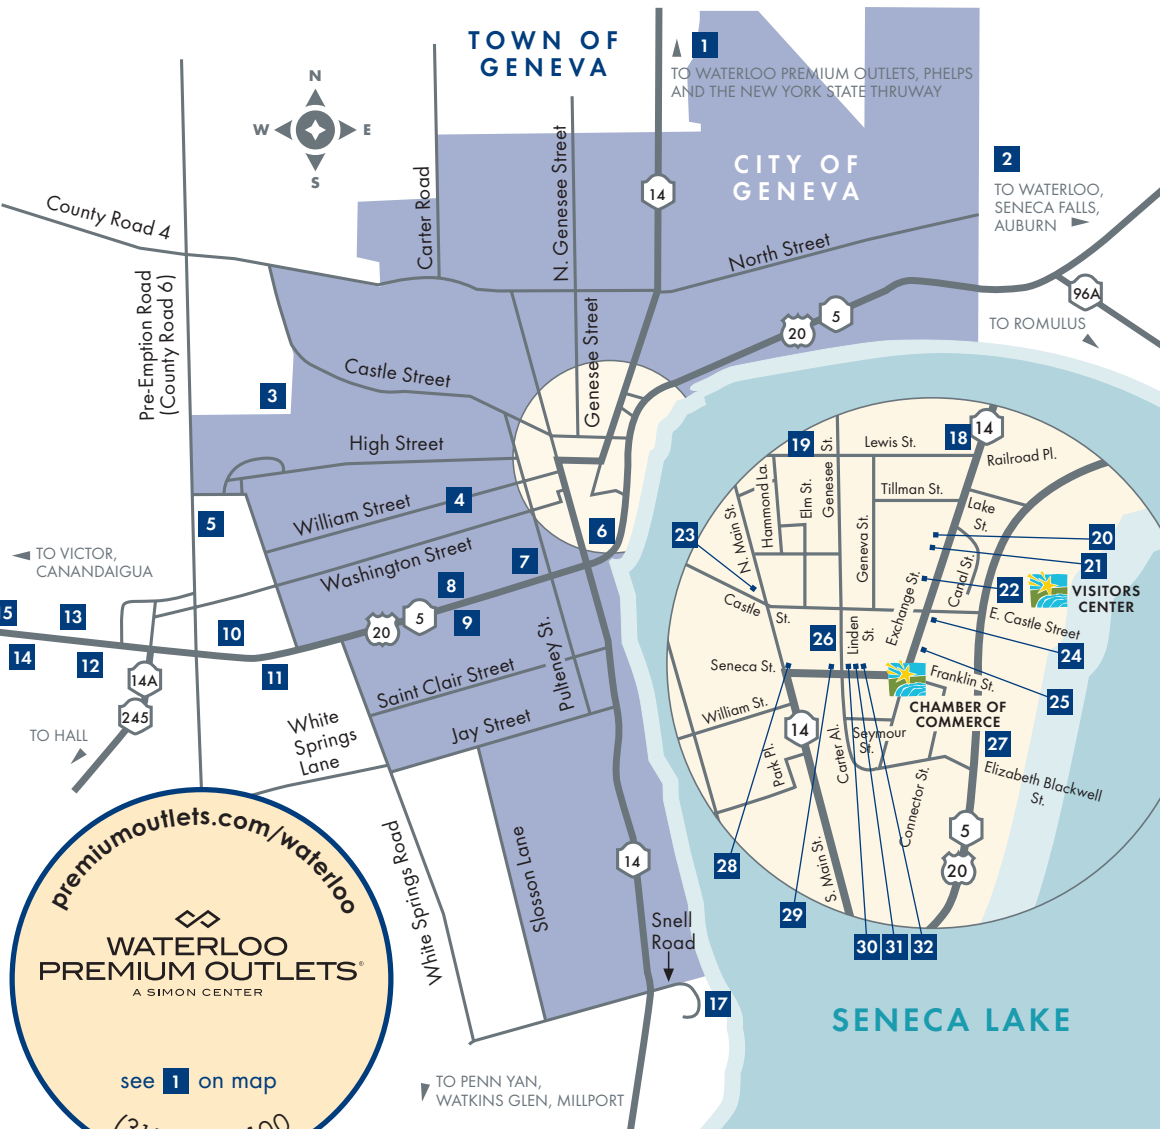 TOWN OF
GENEVA
1
TO WATERLOO PREMIUM OUTLETS, PHELPS
AND THE NEW YORK STATE THRUWAY
N
W
E
S
CITY OF
GENEVA
2
TO WATERLOO,
SENECA FALLS,
AUBURN
14
County Road 4
Carter Road
N. Genesee Street
North Street
Pre-Emption Road
(County Road 6)
96A
TO ROMULUS
20
5
Genesee Street
Castle Street
3
High Street
William Street
4
5
Washington Street
6
7
8
9
TO VICTOR,
CANANDAIGUA
13
14
12
10
11
20
5
14A
245
TO HALL
Saint Clair Street
Pulteney St.
Jay Street
White
Springs
Lane
White Springs Road
Slosson Lane
14
Snell
Road
17
TO PENN YAN,
WATKINS GLEN, MILLPORT
SENECA LAKE
18
14
19
Lewis St.
Railroad Pl.
Genesee St.
Hammond La.
Elm St.
Tillman St.
Lake
St.
N. Main St.
Geneva St.
Canal St.
Exchange St.
20
21
22
VISITORS
CENTER
23
Castle
St.
E. Castle Street
24
26
Linden
St.
Seneca St.
Franklin St.
25
CHAMBER OF
COMMERCE
William St.
14
Seymour
St.
27
Park Pl.
Carter Al.
Connector St.
Elizabeth Blackwell
St.
S. Main St.
5
20
28
29
30
31
32
premiumoutlets.com/waterloo
WATERLOO
PREMIUM OUTLETS®
A SIMON CENTER
see 1 on map